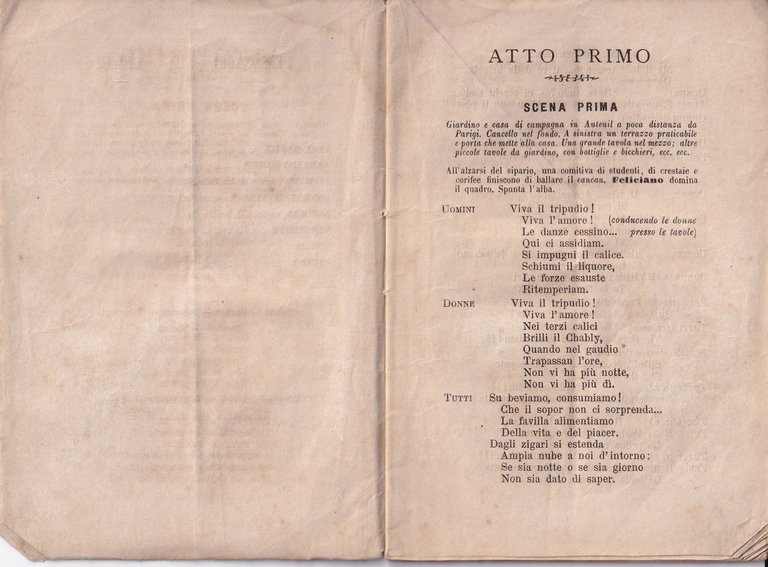 ATTO PRIMO
SCENA PRIMA
Giardino e casa di campagna in Auteuil a poca distanza da
Parigi. Cancello nel fondo. A sinistra un terrazzo praticabile
e porta che mette alla casa. Una grande tavola nel mezzo; altre
piccole tavole da giardino, con bottiglie e bicchieri, ecc. ecc.
All'alzarsi del sipario, una comitiva di studenti, di crestaie e
corifee finiscono di ballare il cancan. Feliciano domina
il quadro. Spunta l'alba.
UOMINI Viva il tripudio!
Viva l'amore! (conducendo le donne
Le danze cessino... presso le tavole)
Qui ci assidiam.
Si impugni il calice.
Schiumi il liquore,
Le forze esauste
Ritemperiam.
DONNE Viva il tripudio!
Viva l'amore!
Nei terzi calici
Brilli il Chably,
Quando nel gaudio
Trapassan l'ore,
Non vi ha più notte,
Non vi ha più dì.
TUTTI Su beviamo, consumiamo!
Che il sopor non ci sorprenda...
La favilla alimentiamo
Della vita e del piacer.
Dagli zigari si estenda
Ampia nube a noi d'intorno:
Se sia notte o se sia giorno
Non sia dato di saper.